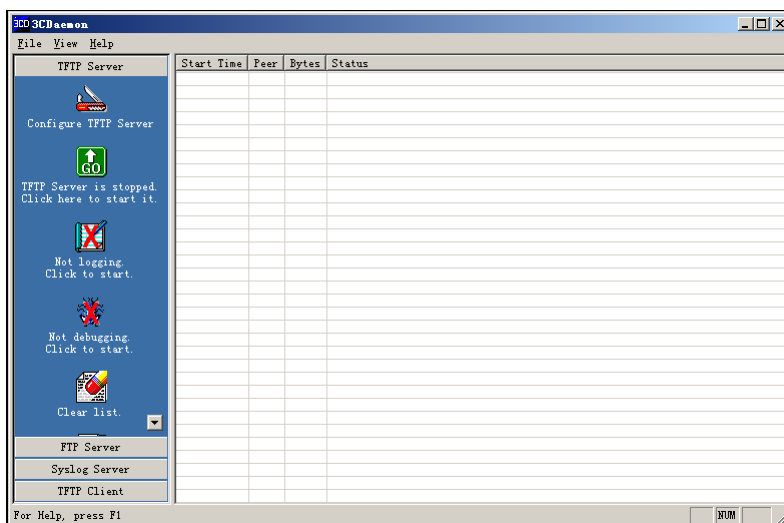 3CD 3CDaemon
File View Help
TFTP Server
Start Time Peer Bytes Status
Configure TFTP Server
GO
TFTP Server is stopped.
Click here to start it.
Not logging.
Click to start.
Not debugging.
Click to start.
Clear list.
FTP Server
Syslog Server
TFTP Client
For Help, press F1
NUM